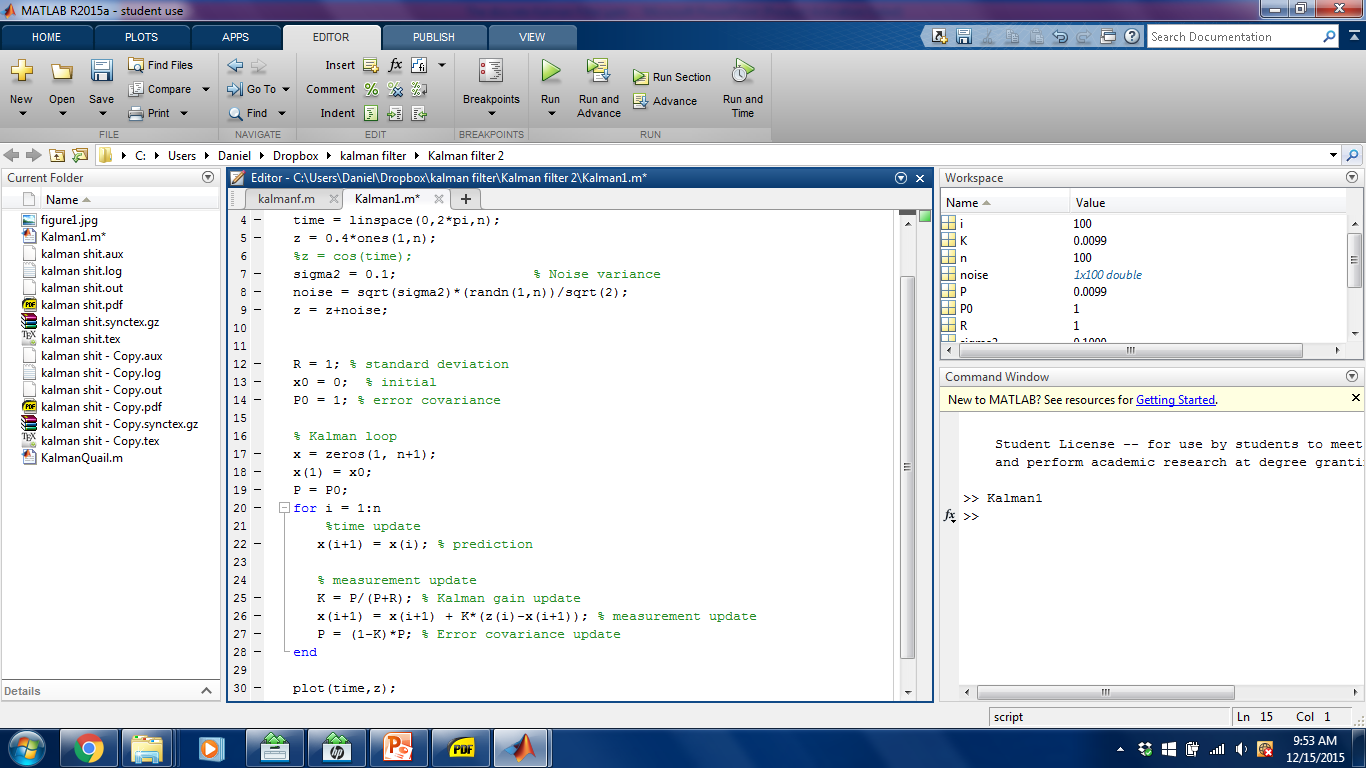 MATLAB R2015a - student use
HOME PLOTS APPS EDITOR PUBLISH VIEW
Search Documentation
New Open Save
Find Files
Compare
Print
FILE
Go To
Find
NAVIGATE
Insert fx
Comment
Indent
EDIT
Breakpoints
BREAKPOINTS
Run
Run and Advance
Run Section
Advance
Run and Time
RUN
C: Users Daniel Dropbox kalman filter Kalman filter 2
Current Folder
Name
figure1.jpg
Kalman1.m*
kalman shit.aux
kalman shit.log
kalman shit.out
kalman shit.pdf
kalman shit.synctex.gz
kalman shit.tex
kalman shit - Copy.aux
kalman shit - Copy.log
kalman shit - Copy.out
kalman shit - Copy.pdf
kalman shit - Copy.synctex.gz
kalman shit - Copy.tex
KalmanQuail.m
Details
Editor - C:\Users\Daniel\Dropbox\kalman filter\Kalman filter 2\Kalman1.m*
kalmanf.m Kalman1.m*
4 time = linspace(0,2*pi,n);
5 z = 0.4*ones(1,n);
6 %z = cos(time);
7 sigma2 = 0.1; % Noise variance
8 noise = sqrt(sigma2)*(randn(1,n))/sqrt(2);
9 z = z+noise;
10
11
12 R = 1; % standard deviation
13 x0 = 0; % initial
14 P0 = 1; % error covariance
15
16 % Kalman loop
17 x = zeros(1, n+1);
18 x(1) = x0;
19 P = P0;
20 for i = 1:n
21 %time update
22 x(i+1) = x(i); % prediction
23
24 % measurement update
25 K = P/(P+R); % Kalman gain update
26 x(i+1) = x(i+1) + K*(z(i)-x(i+1)); % measurement update
27 P = (1-K)*P; % Error covariance update
28 end
29
30 plot(time,z);
Workspace
Name Value
i 100
K 0.0099
n 100
noise 1x100 double
P 0.0099
P0 1
R 1
sigma2 0.1000
Command Window
New to MATLAB? See resources for Getting Started.
Student License -- for use by students to meet
and perform academic research at degree granti
>> Kalman1
fx >>
script Ln 15 Col 1
9:53 AM
12/15/2015